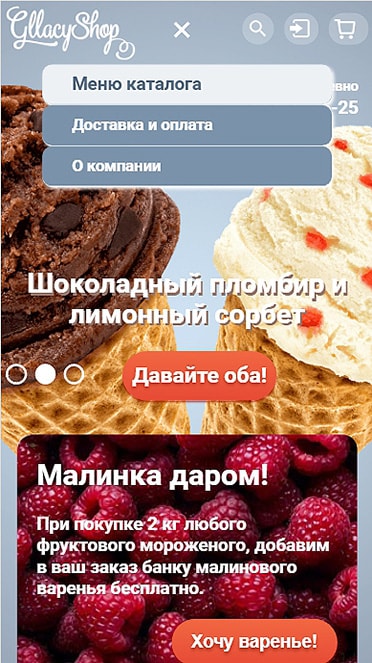 GllacyShop
Меню каталога
Доставка и оплата
О компании
-25
Шоколадный пломбир и
лимонный сорбет
Давайте оба!
Малинка даром!
При покупке 2 кг любого
фруктового мороженого, добавим
в ваш заказ банку малинового
варенья бесплатно.
Хочу варенье!